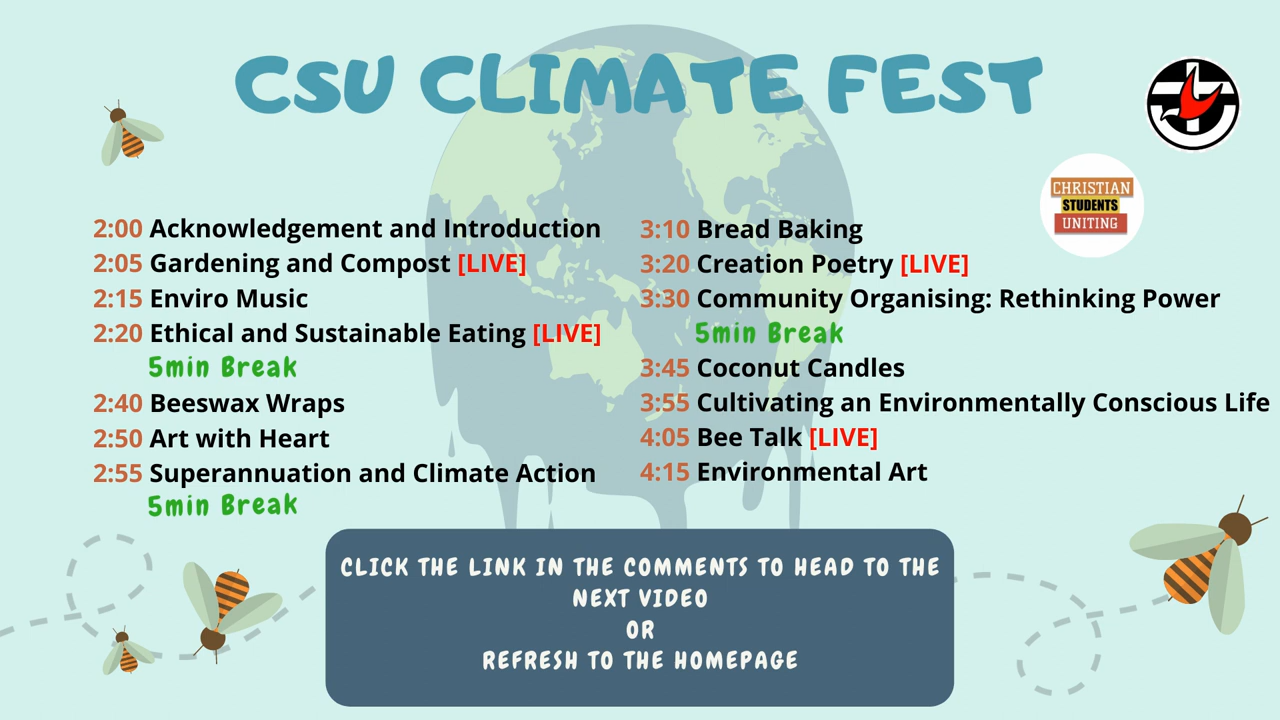 CSU CLIMATE FEST
CHRISTIAN
STUDENTS
UNITING
2:00 Acknowledgement and Introduction
2:05 Gardening and Compost [LIVE]
2:15 Enviro Music
2:20 Ethical and Sustainable Eating [LIVE]
5min Break
2:40 Beeswax Wraps
2:50 Art with Heart
2:55 Superannuation and Climate Action
5min Break
3:10 Bread Baking
3:20 Creation Poetry [LIVE]
3:30 Community Organising: Rethinking Power
5min Break
3:45 Coconut Candles
3:55 Cultivating an Environmentally Conscious Life
4:05 Bee Talk [LIVE]
4:15 Environmental Art
CLICK THE LINK IN THE COMMENTS TO HEAD TO THE
NEXT VIDEO
OR
REFRESH TO THE HOMEPAGE